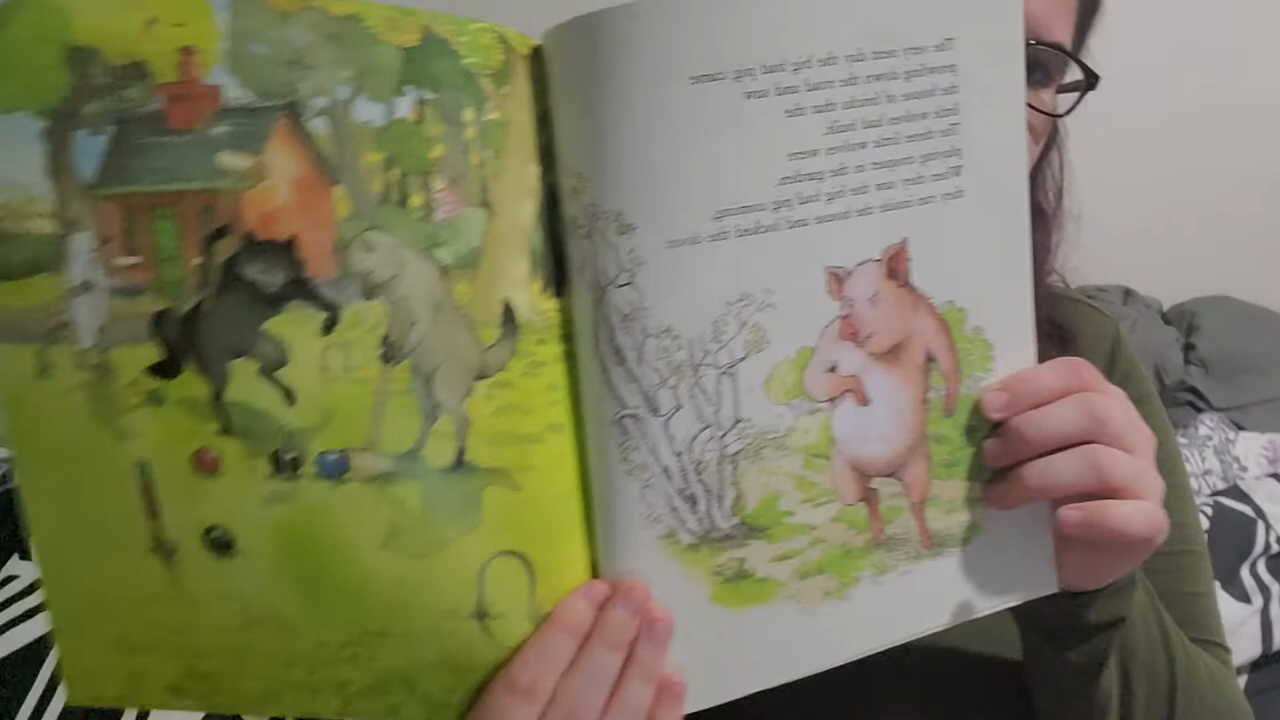 The very next day the big bad pig came
prowling down the road and saw
the house of bricks that the
little wolves had built.
The three little wolves were
playing croquet in the garden.
When they saw the big bad pig coming,
they ran inside the house and locked the door.